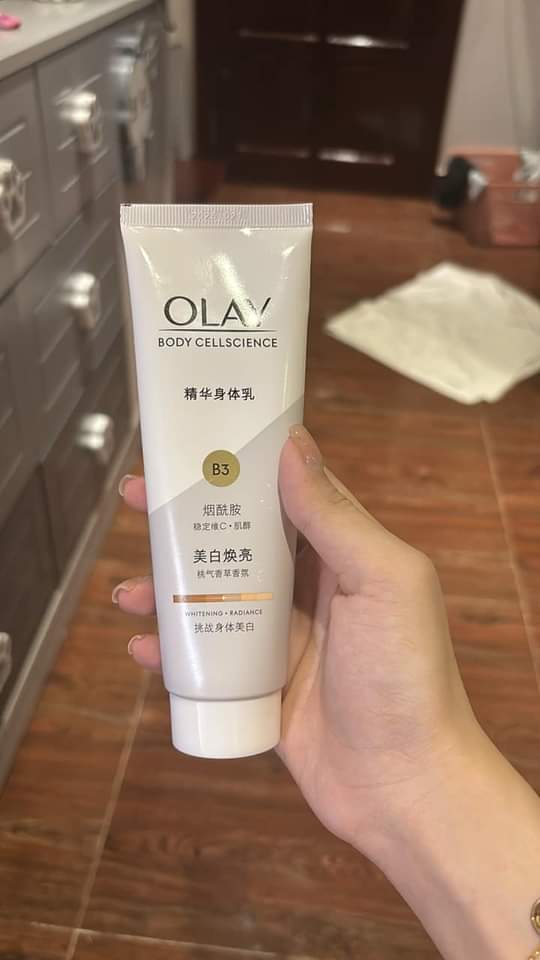 OLAY
BODY CELLSCIENCE
精华身体乳
B3
烟酰胺
稳定维C·肌醇
美白焕亮
桃气香草香氛
WHITENING • RADIANCE
挑战身体美白